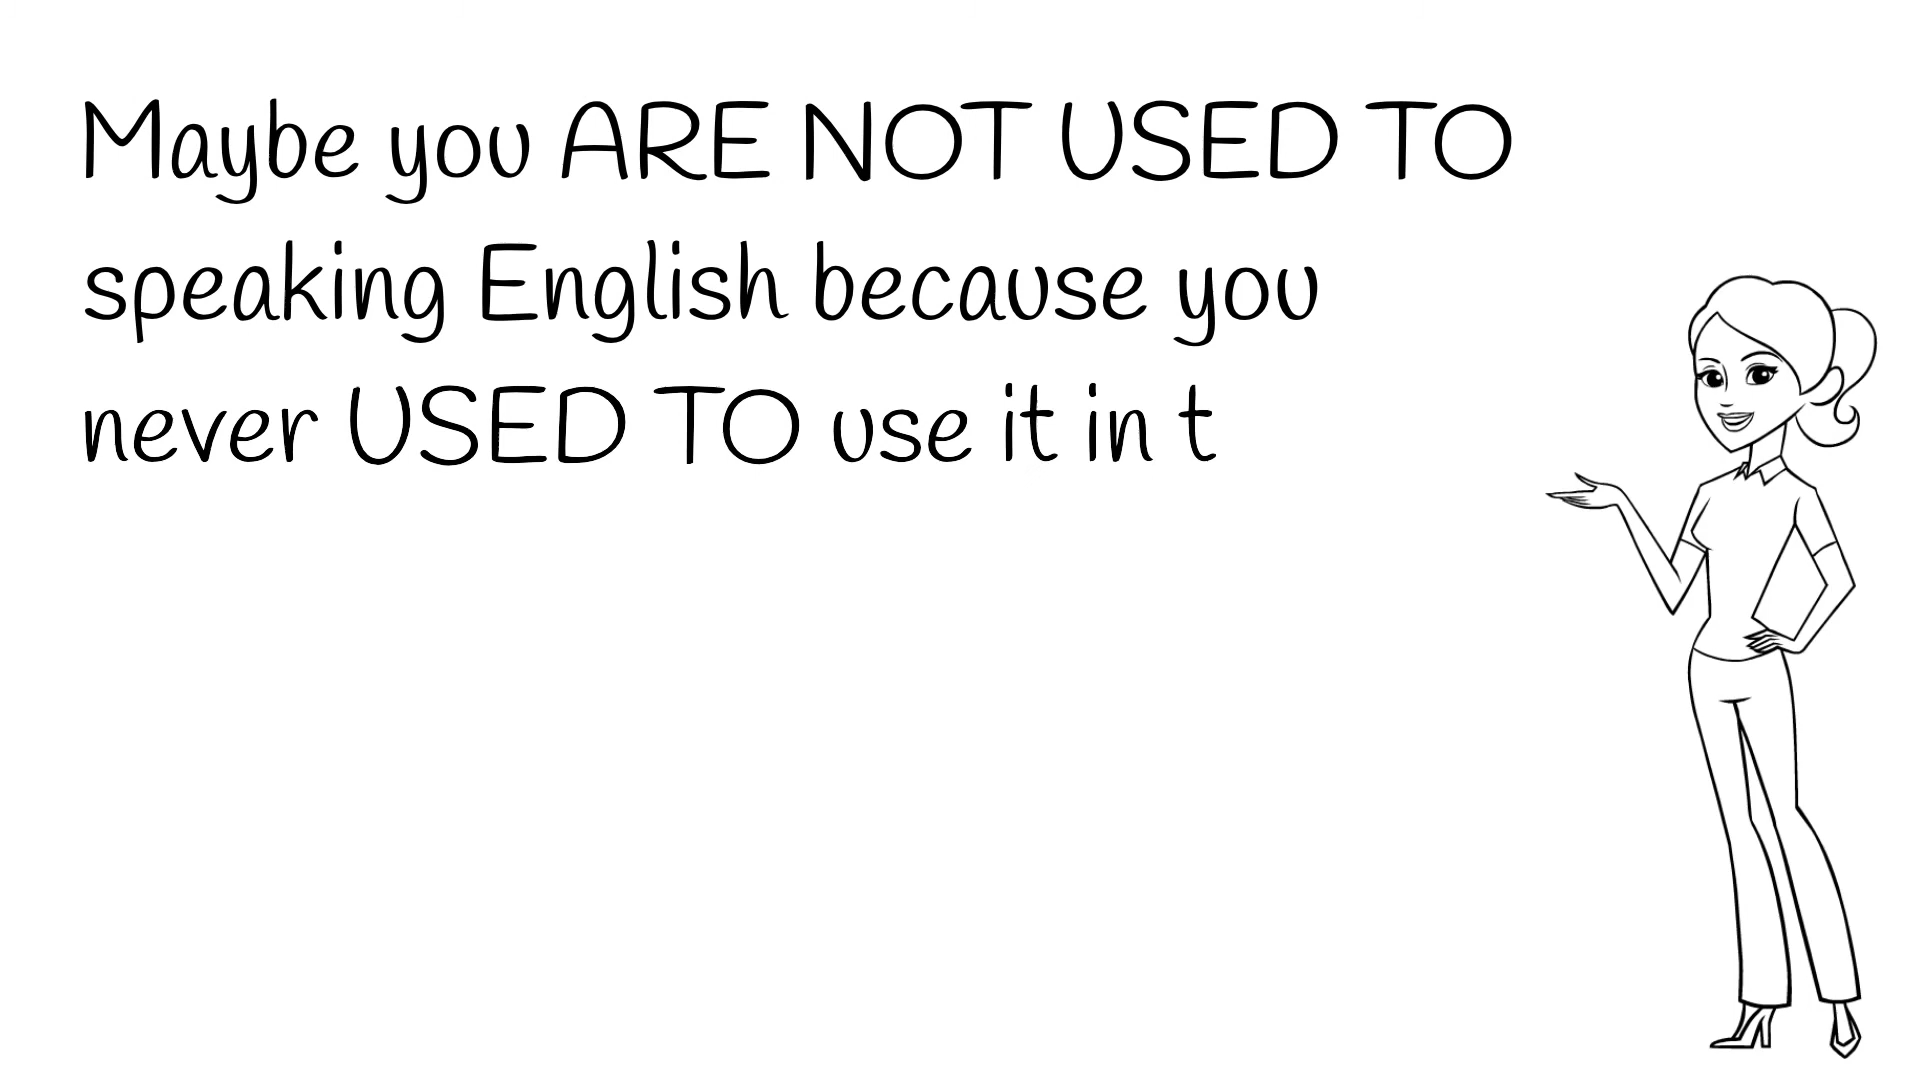 Maybe you ARE NOT USED TO
speaking English because you
never USED TO use it in t